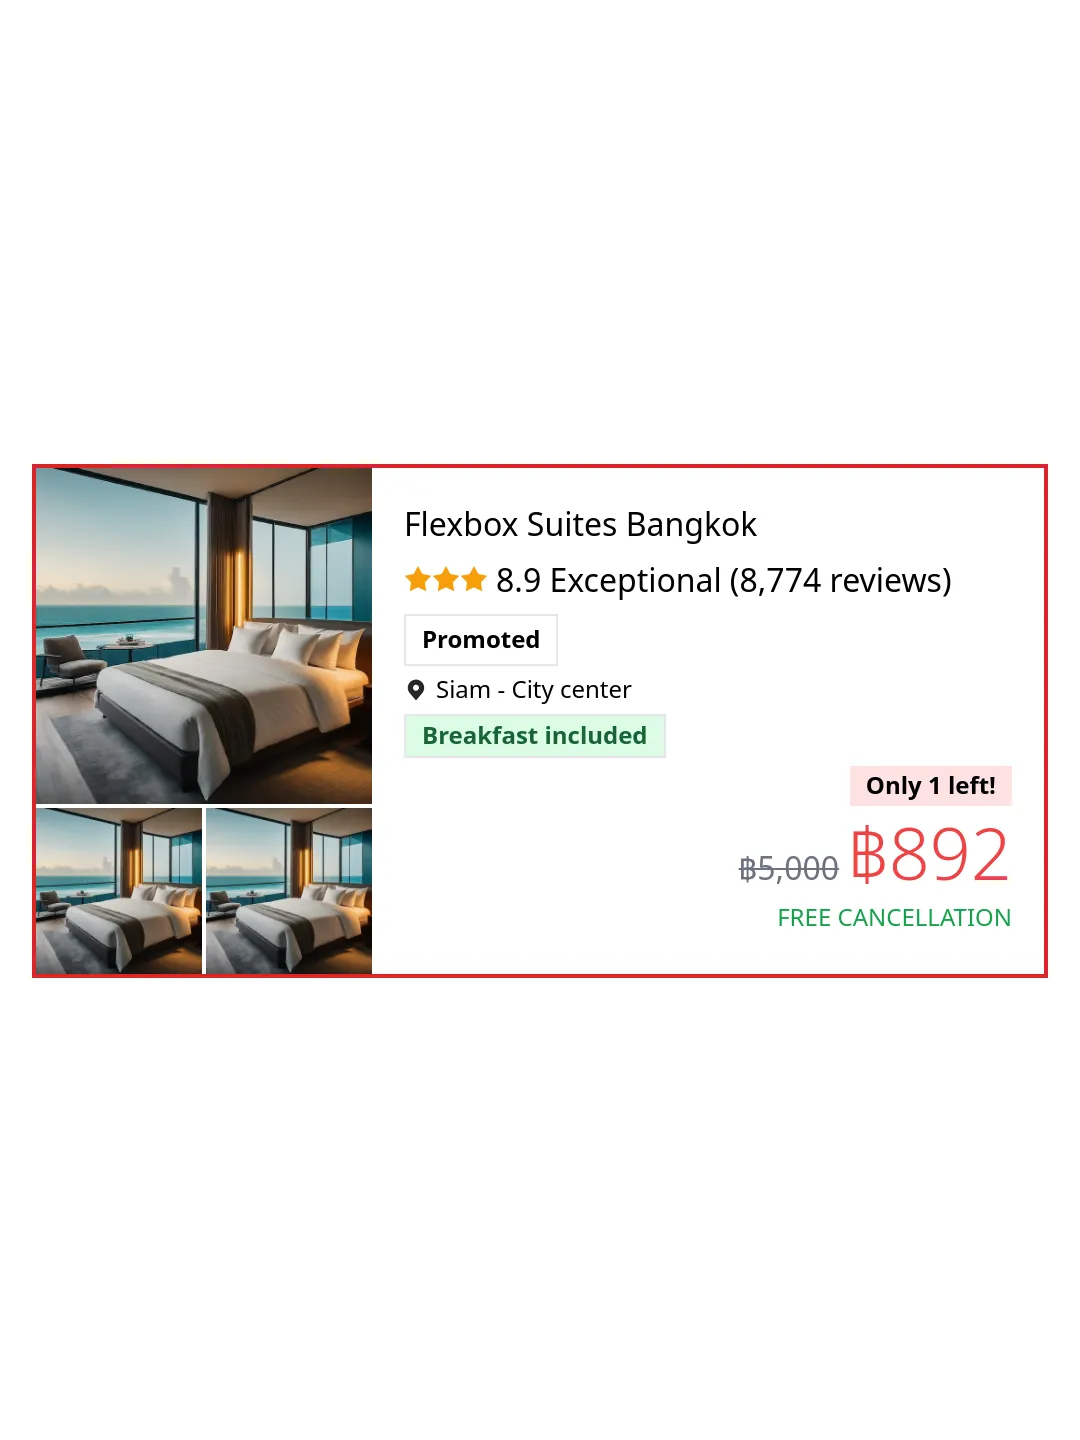 Flexbox Suites Bangkok
8.9 Exceptional (8,774 reviews)
Promoted
Siam - City center
Breakfast included
Only 1 left!
฿5,000 ฿892
FREE CANCELLATION